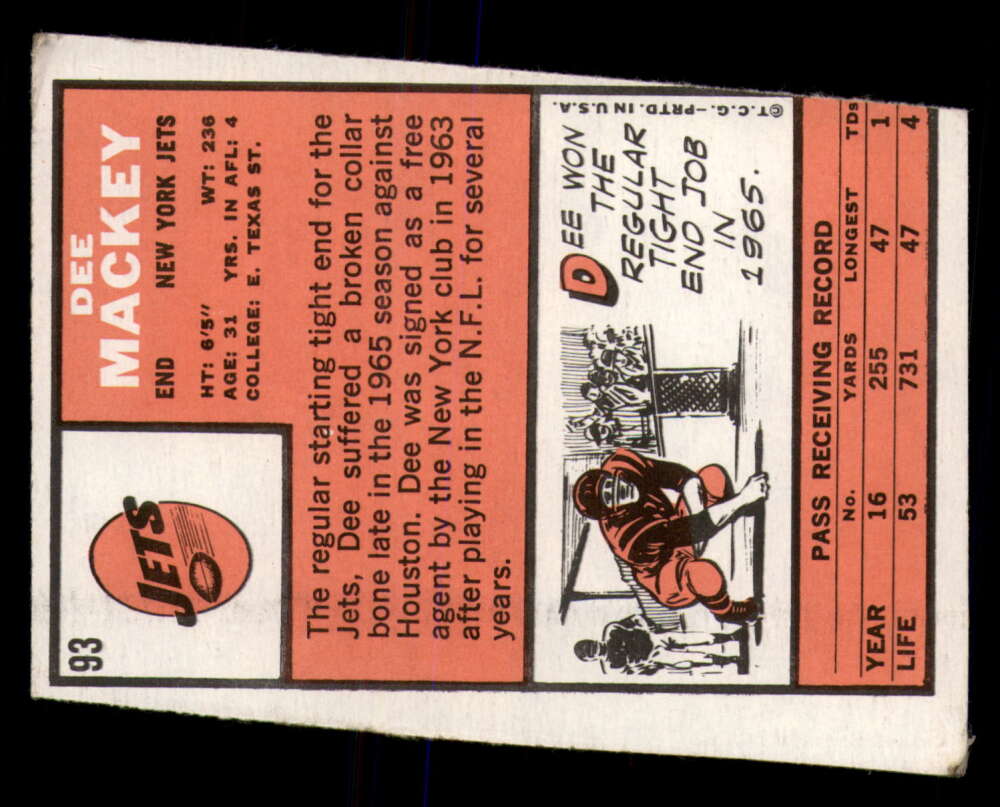 93
JETS
DEE
MACKEY
END NEW YORK JETS
HT: 6'5" WT: 236
AGE: 31 YRS. IN AFL: 4
COLLEGE: E. TEXAS ST.
The regular starting tight end for the
Jets, Dee suffered a broken collar
bone late in the 1965 season against
Houston. Dee was signed as a free
agent by the New York club in 1963
after playing in the N.F.L. for several
years.
DEE WON
THE
REGULAR
TIGHT
END JOB
IN
1965.
©T.C.G.—PRTD. IN U.S.A.
PASS RECEIVING RECORD
No. YARDS LONGEST TDS
YEAR 16 255 47 1
LIFE 53 731 47 4